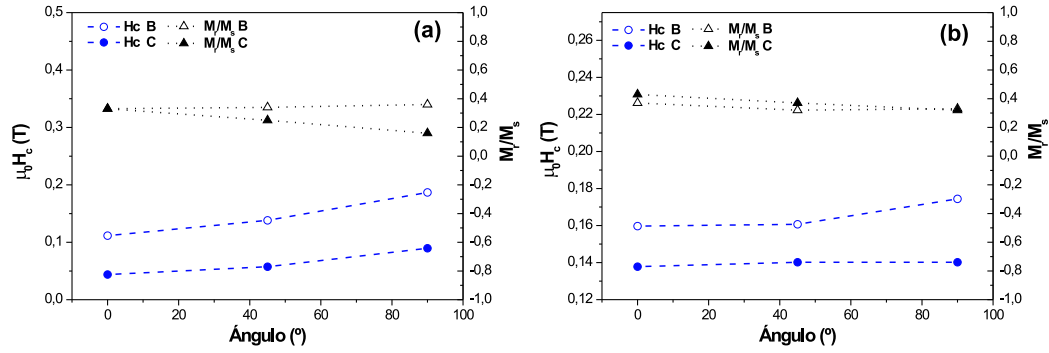 (a)
Hc B
Hc C
Mr/Ms B
Mr/Ms C
0,5
0,4
0,3
0,2
0,1
0,0
μ0Hc (T)
1,0
0,8
0,6
0,4
0,2
0,0
-0,2
-0,4
-0,6
-0,8
-1,0
Mr/Ms
0 20 40 60 80 100
Ángulo (º)
(b)
Hc B
Hc C
Mr/Ms B
Mr/Ms C
0,26
0,24
0,22
0,20
0,18
0,16
0,14
0,12
μ0Hc (T)
1,0
0,8
0,6
0,4
0,2
0,0
-0,2
-0,4
-0,6
-0,8
-1,0
Mr/Ms
0 20 40 60 80 100
Ángulo (º)